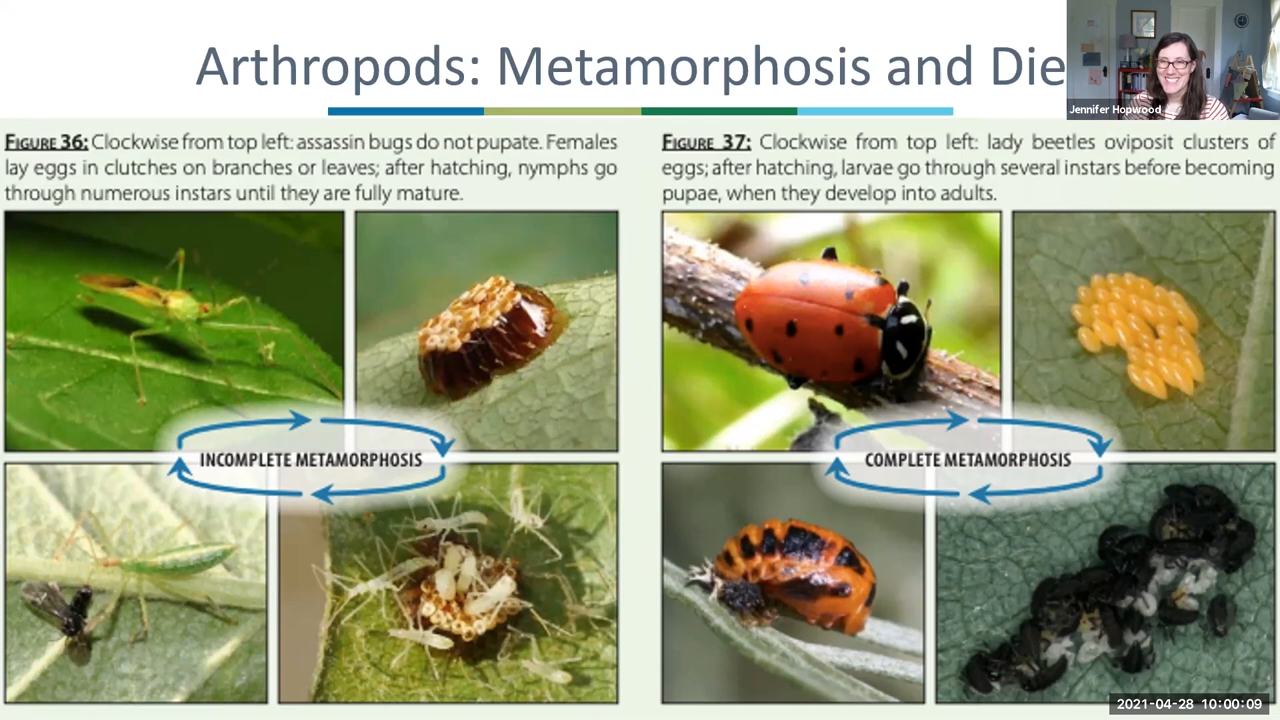 Arthropods: Metamorphosis and Die
Jennifer Hopwood
FIGURE 36: Clockwise from top left: assassin bugs do not pupate. Females
lay eggs in clutches on branches or leaves; after hatching, nymphs go
through numerous instars until they are fully mature.
FIGURE 37: Clockwise from top left: lady beetles oviposit clusters of
eggs; after hatching, larvae go through several instars before becoming
pupae, when they develop into adults.
INCOMPLETE METAMORPHOSIS
COMPLETE METAMORPHOSIS
2021-04-28 10:00:09